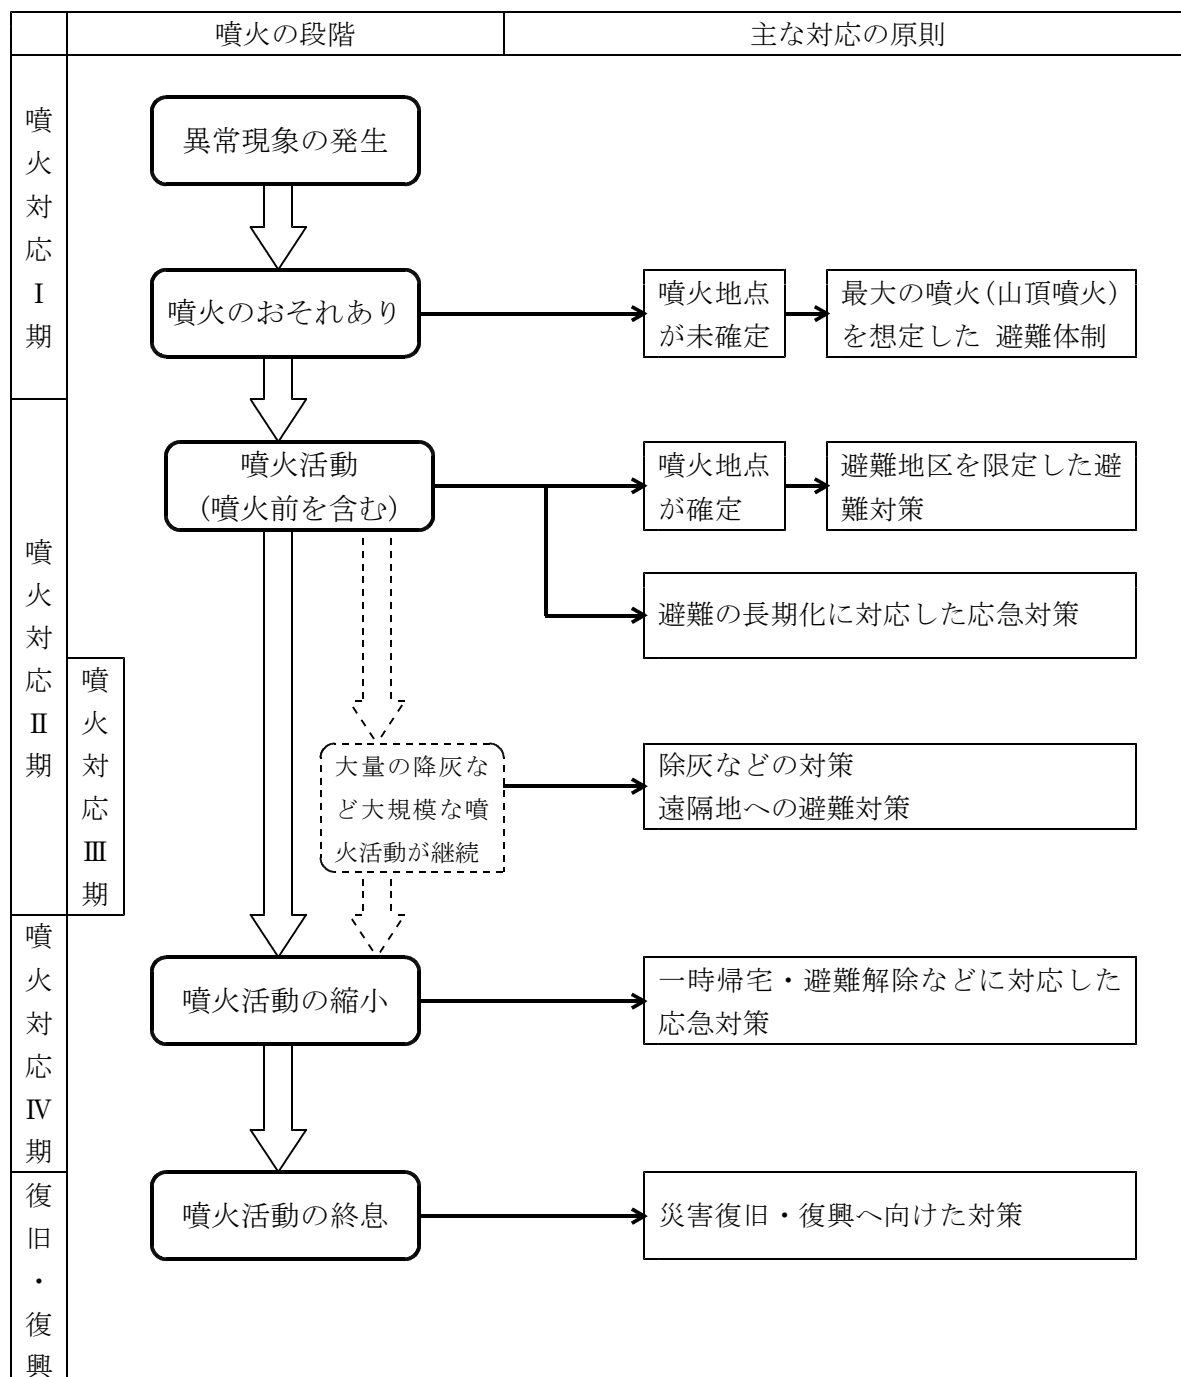 噴火の段階
主な対応の原則
噴火対応Ⅰ期
異常現象の発生
噴火のおそれあり
噴火地点
が未確定
最大の噴火(山頂噴火)
を想定した 避難体制
噴火対応Ⅱ期
噴火活動
(噴火前を含む)
噴火地点
が確定
避難地区を限定した避
難対策
避難の長期化に対応した応急対策
噴火対応Ⅲ期
大量の降灰な
ど大規模な噴
火活動が継続
除灰などの対策
遠隔地への避難対策
噴火対応Ⅳ期
噴火活動の縮小
一時帰宅・避難解除などに対応した
応急対策
復旧・復興
噴火活動の終息
災害復旧・復興へ向けた対策